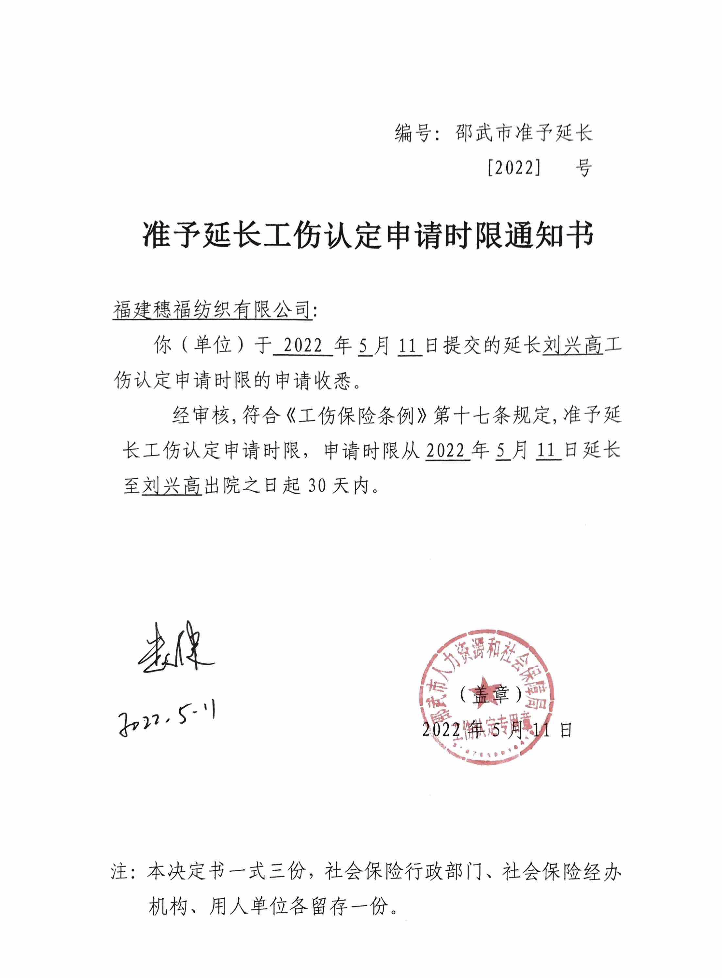 编号：邵武市准予延长
[2022]　号
准予延长工伤认定申请时限通知书
福建穗福纺织有限公司：
你（单位）于 2022 年 5 月 11 日提交的延长刘兴高工
伤认定申请时限的申请收悉。
经审核，符合《工伤保险条例》第十七条规定，准予延
长工伤认定申请时限，申请时限从 2022 年 5 月 11 日延长
至刘兴高出院之日起 30 天内。
邵武市人力资源和社会保障局
（盖章）
工伤认定专用章
2022 年 5 月 11 日
2022.5-11
注：本决定书一式三份，社会保险行政部门、社会保险经办
机构、用人单位各留存一份。